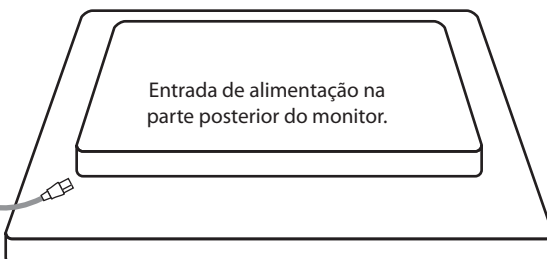 Entrada de alimentação na
parte posterior do monitor.